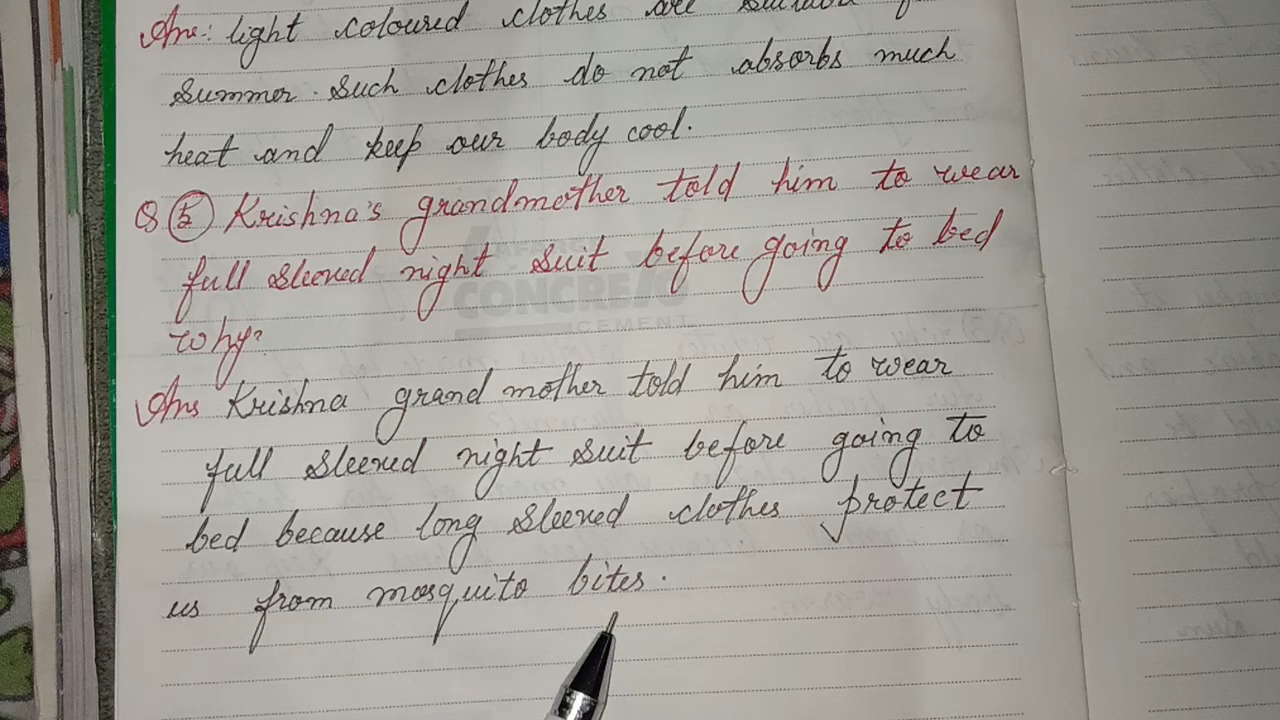 Ans: light coloured clothes are suitable f
summer. Such clothes do not absorbs much
heat and keep our body cool.
Q 5 Krishna's grandmother told him to wear
full sleeved night suit before going to bed
why?
Ans Krishna grand mother told him to wear
full sleeved night suit before going to
bed because long sleeved clothes protect
us from mosquito bites.
CONCRETO
CEMENT